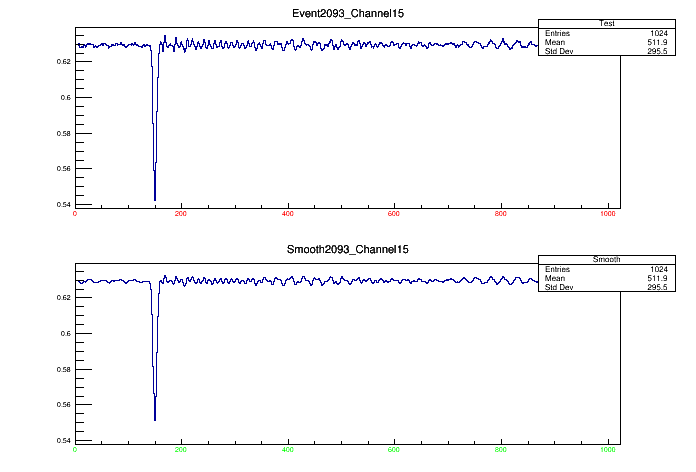 Event2093_Channel15
Test
Entries 1024
Mean 511.9
Std Dev 295.5
0.62
0.6
0.58
0.56
0.54
0 200 400 600 800 1000
Smooth2093_Channel15
Smooth
Entries 1024
Mean 511.9
Std Dev 295.5
0.62
0.6
0.58
0.56
0.54
0 200 400 600 800 1000